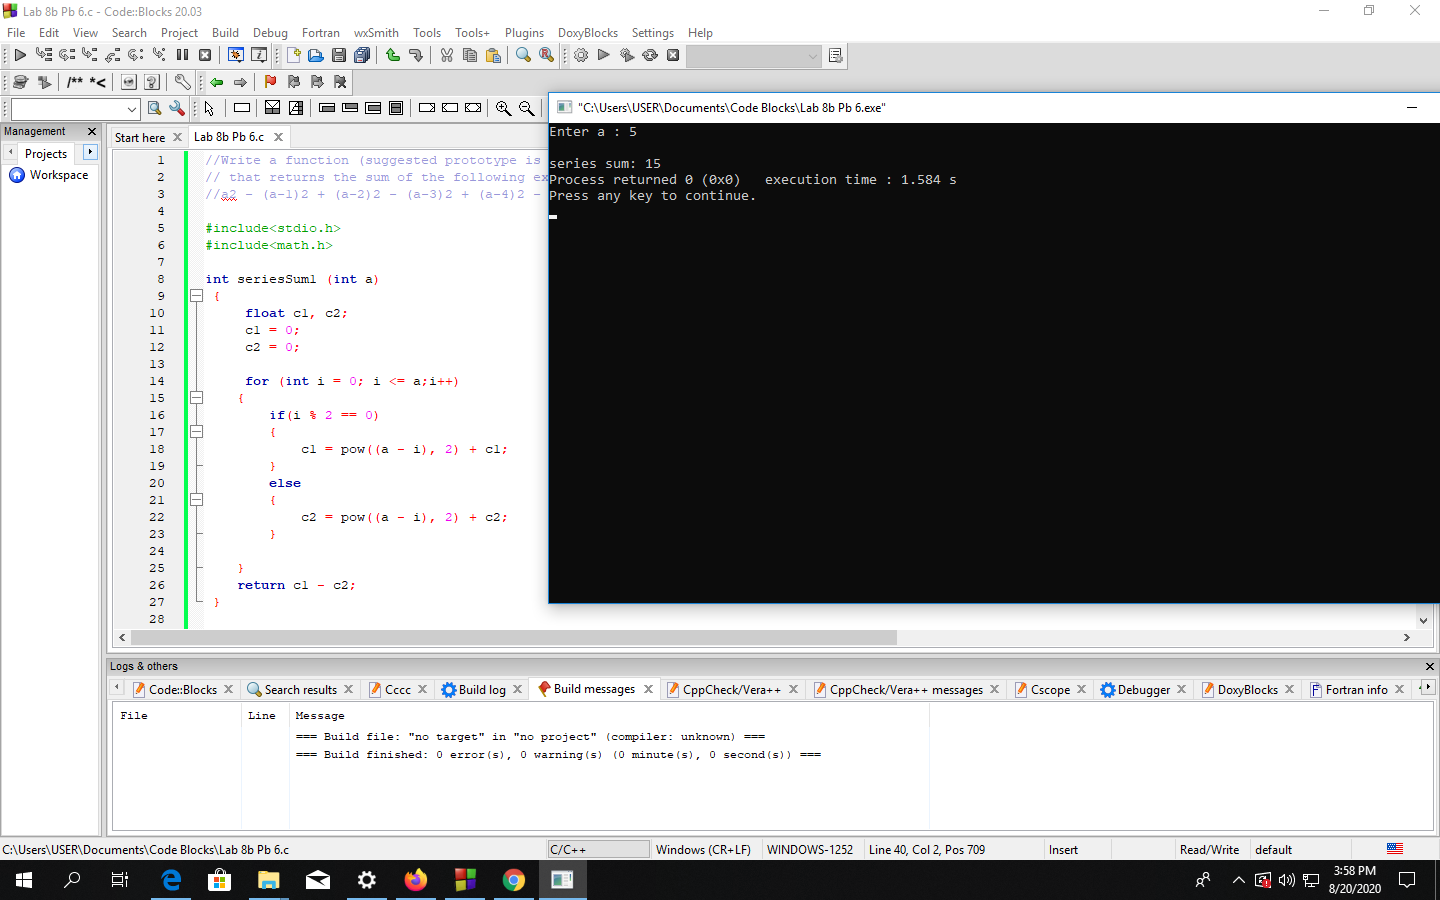 Lab 8b Pb 6.c - Code::Blocks 20.03
File Edit View Search Project Build Debug Fortran wxSmith Tools Tools+ Plugins DoxyBlocks Settings Help
/** *<
Management
Projects
Workspace
Start here Lab 8b Pb 6.c
1 //Write a function (suggested prototype is
2 // that returns the sum of the following ex
3 //a2 - (a-1)2 + (a-2)2 - (a-3)2 + (a-4)2 -
4
5 #include<stdio.h>
6 #include<math.h>
7
8 int seriesSum1 (int a)
9 {
10 float c1, c2;
11 c1 = 0;
12 c2 = 0;
13
14 for (int i = 0; i <= a;i++)
15 {
16 if(i % 2 == 0)
17 {
18 c1 = pow((a - i), 2) + c1;
19 }
20 else
21 {
22 c2 = pow((a - i), 2) + c2;
23 }
24
25 }
26 return c1 - c2;
27 }
28
"C:\Users\USER\Documents\Code Blocks\Lab 8b Pb 6.exe"
Enter a : 5
series sum: 15
Process returned 0 (0x0) execution time : 1.584 s
Press any key to continue.
Logs & others
Code::Blocks Search results Cccc Build log Build messages CppCheck/Vera++ CppCheck/Vera++ messages Cscope Debugger DoxyBlocks Fortran info
File Line Message
=== Build file: "no target" in "no project" (compiler: unknown) ===
=== Build finished: 0 error(s), 0 warning(s) (0 minute(s), 0 second(s)) ===
C:\Users\USER\Documents\Code Blocks\Lab 8b Pb 6.c C/C++ Windows (CR+LF) WINDOWS-1252 Line 40, Col 2, Pos 709 Insert Read/Write default
3:58 PM
8/20/2020